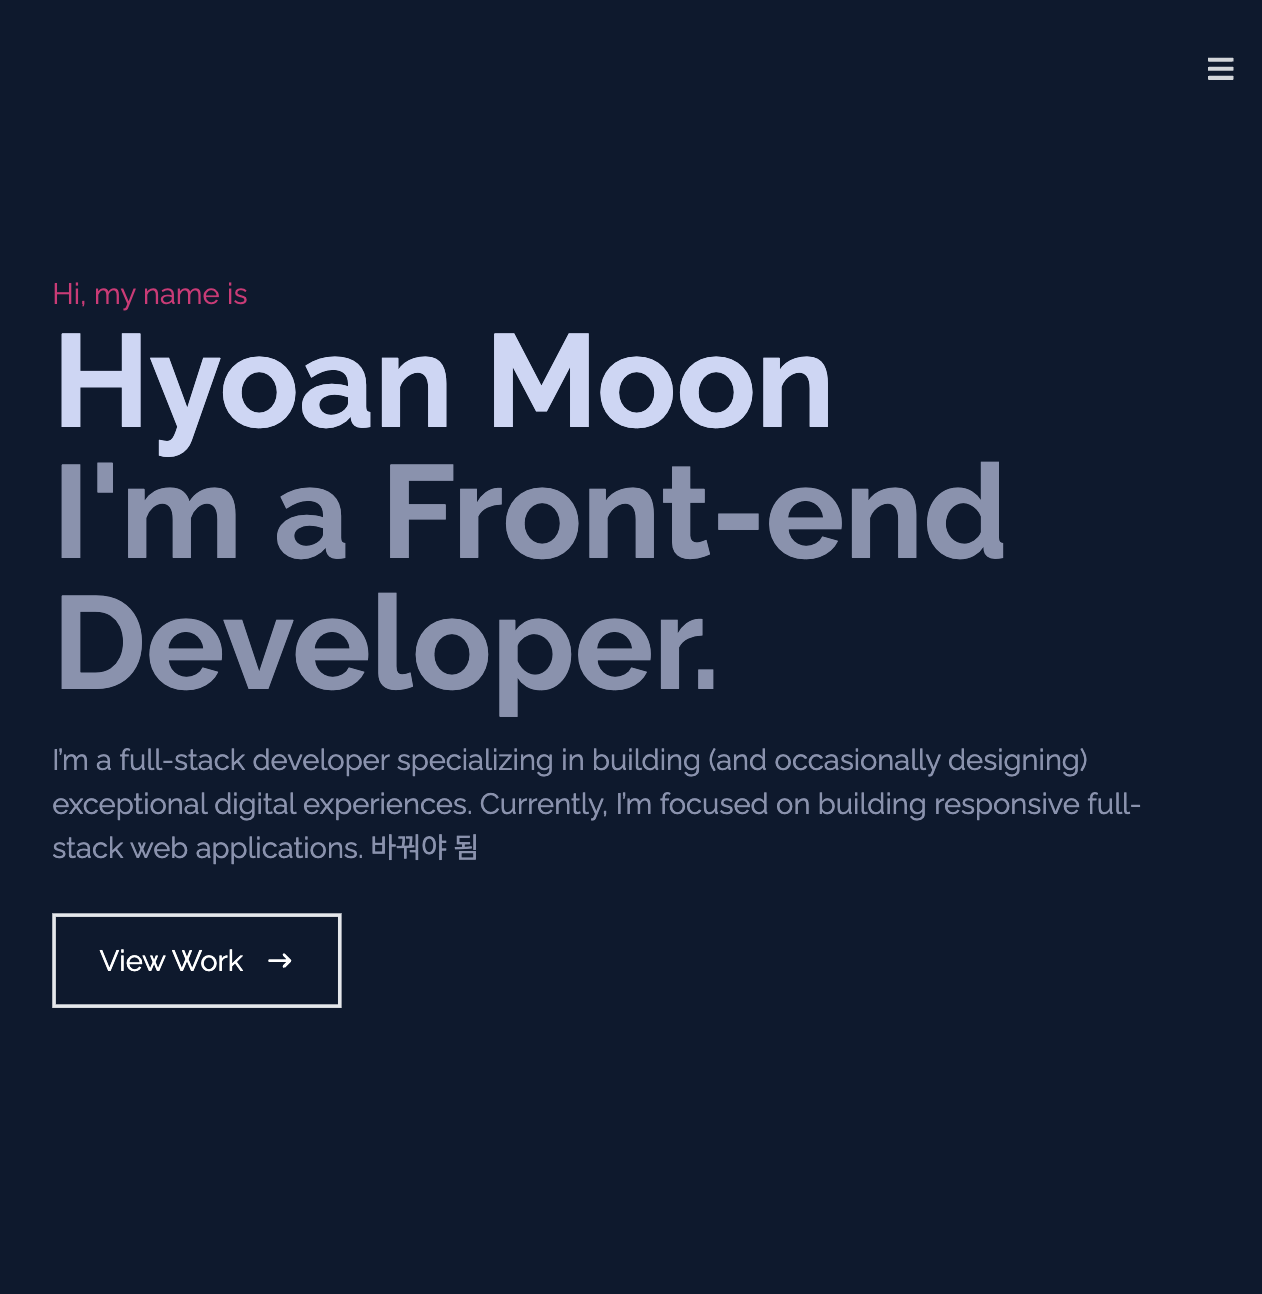 Hi, my name is
Hyoan Moon
I'm a Front-end
Developer.
I’m a full-stack developer specializing in building (and occasionally designing)
exceptional digital experiences. Currently, I’m focused on building responsive full-
stack web applications. 바꿔야 됨
View Work →